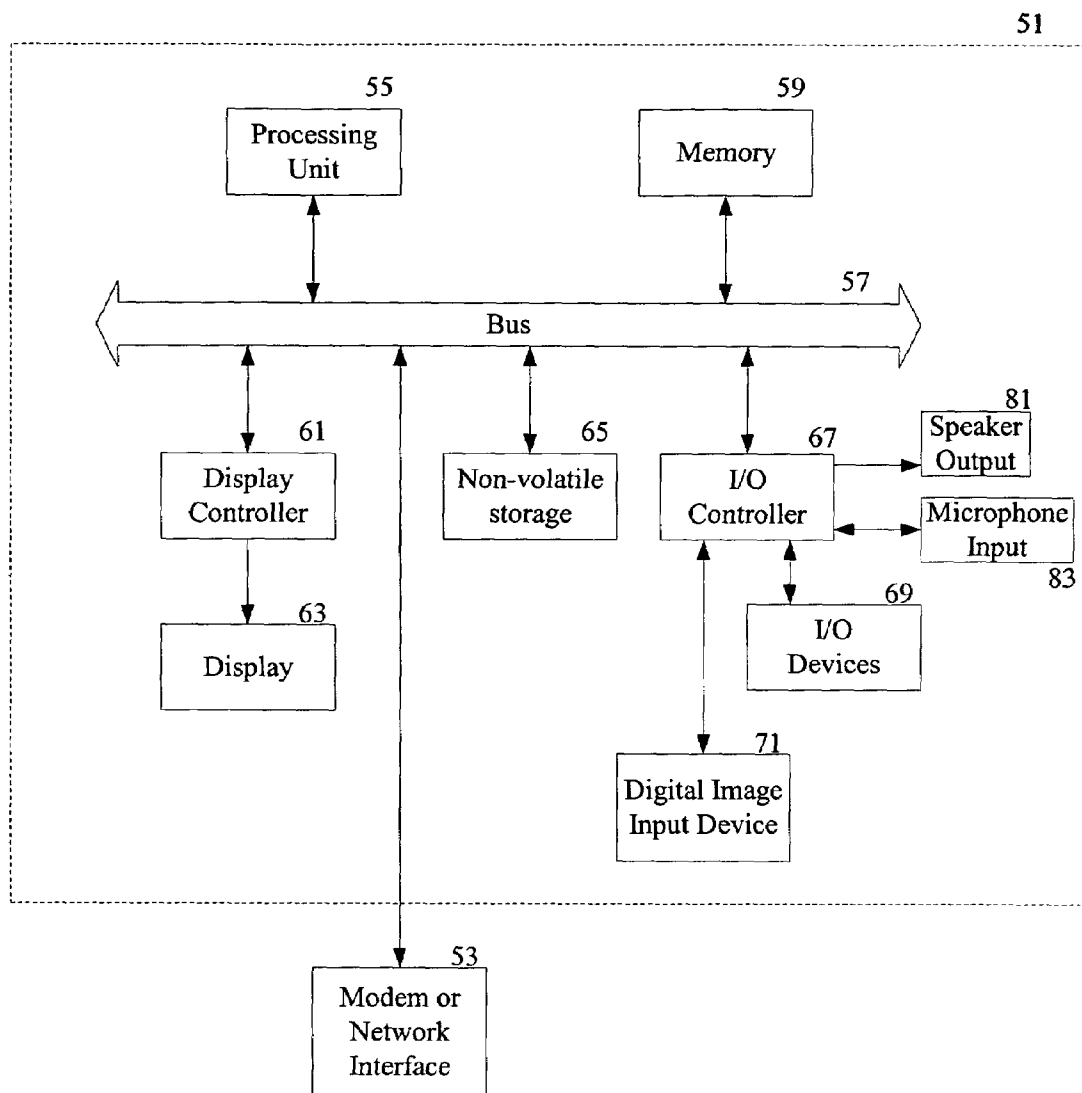 51
55
59
Processing
Unit
Memory
57
Bus
61
65
67
81
Display
Controller
Non-volatile
storage
I/O
Controller
Speaker
Output
Microphone
Input
83
63
Display
69
I/O
Devices
71
Digital Image
Input Device
53
Modem or
Network
Interface